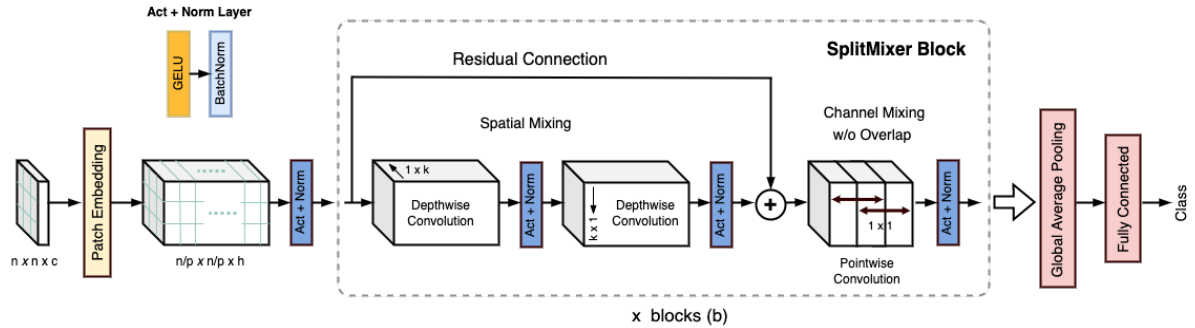 Act + Norm Layer
GELU
BatchNorm
SplitMixer Block
Residual Connection
Spatial Mixing
Channel Mixing
w/o Overlap
n x n x c
Patch Embedding
n/p x n/p x h
Act + Norm
1 x k
Depthwise
Convolution
Act + Norm
k x 1
Depthwise
Convolution
Act + Norm
+
1 x 1
Pointwise
Convolution
Act + Norm
Global Average Pooling
Fully Connected
Class
x blocks (b)